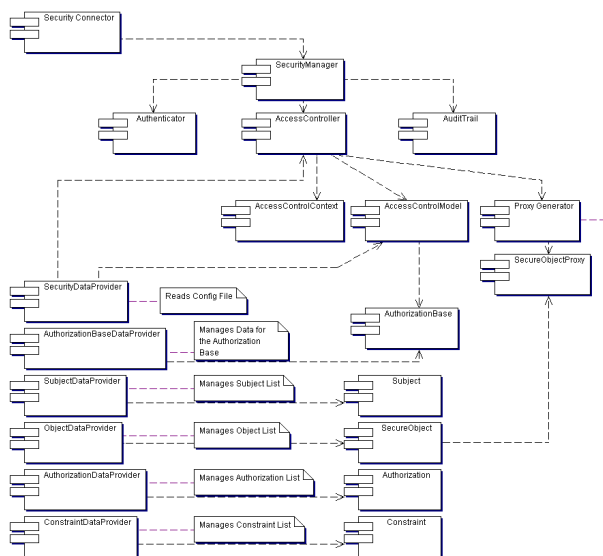 Security Connector
SecurityManager
Authenticator
AccessController
AuditTrail
AccessControlContext
AccessControlModel
Proxy Generator
SecureObjectProxy
SecurityDataProvider
Reads Config File
AuthorizationBase
AuthorizationBaseDataProvider
Manages Data for
the Authorization
Base
SubjectDataProvider
Manages Subject List
Subject
ObjectDataProvider
Manages Object List
SecureObject
AuthorizationDataProvider
Manages Authorization List
Authorization
ConstraintDataProvider
Manages Constraint List
Constraint